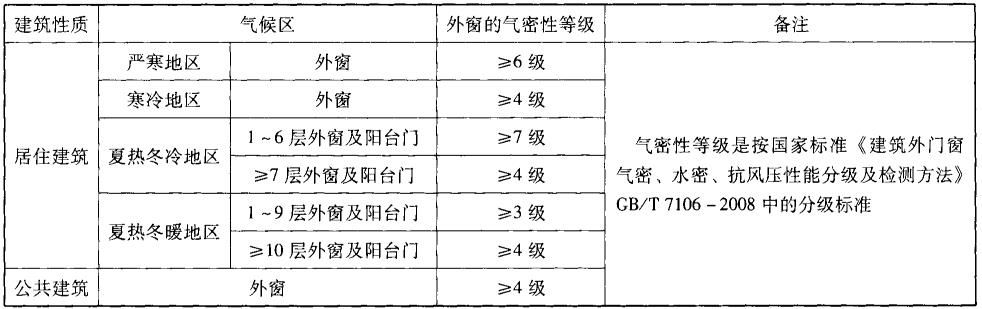 建筑性质 气候区 外窗的气密性等级 备注
严寒地区 外窗 ≥6 级
寒冷地区 外窗 ≥4 级
居住建筑 夏热冬冷地区 1~6 层外窗及阳台门 ≥7 级
≥7 层外窗及阳台门 ≥4 级
夏热冬暖地区 1~9 层外窗及阳台门 ≥3 级
≥10 层外窗及阳台门 ≥4 级
公共建筑 外窗 ≥4 级
气密性等级是按国家标准《建筑外门窗
气密、水密、抗风压性能分级及检测方法》
GB/T 7106－2008 中的分级标准